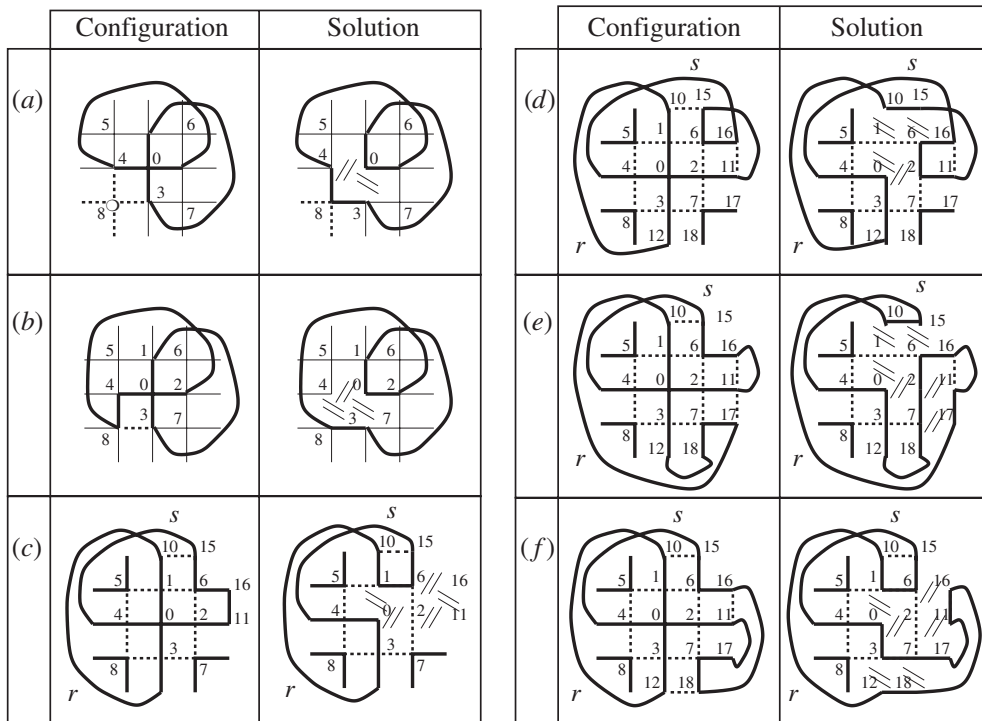 Configuration Solution
(a)
5 6 4 0 3 8 7
5 6 4 0 8 3 7
(b)
5 1 6 4 0 2 3 7 8
5 1 6 4 0 2 3 7 8
(c)
s 10 15 5 1 6 16 4 0 2 11 3 8 7 r
s 10 15 5 1 6 16 4 0 2 11 3 8 7
Configuration Solution
(d)
s 10 15 5 1 6 16 4 0 2 11 3 7 17 8 12 18 r
s 10 15 5 1 6 16 4 0 2 11 3 7 17 8 12 18 r
(e)
s 10 15 5 1 6 16 4 0 2 11 3 7 17 8 12 18 r
s 10 15 5 1 6 16 4 0 2 11 3 7 17 8 12 18 r
(f)
s 10 15 5 1 6 16 4 0 2 11 3 7 17 8 12 18 r
s 10 15 5 1 6 16 4 0 2 11 3 7 17 8 12 18 r